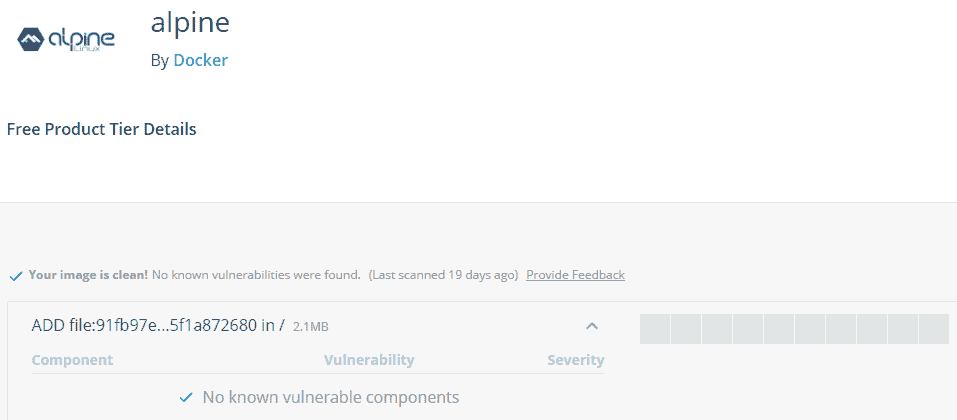 alpine
Linux
alpine
By Docker
Free Product Tier Details
Your image is clean! No known vulnerabilities were found. (Last scanned 19 days ago) Provide Feedback
ADD file:91fb97e...5f1a872680 in / 2.1MB
Component Vulnerability Severity
No known vulnerable components